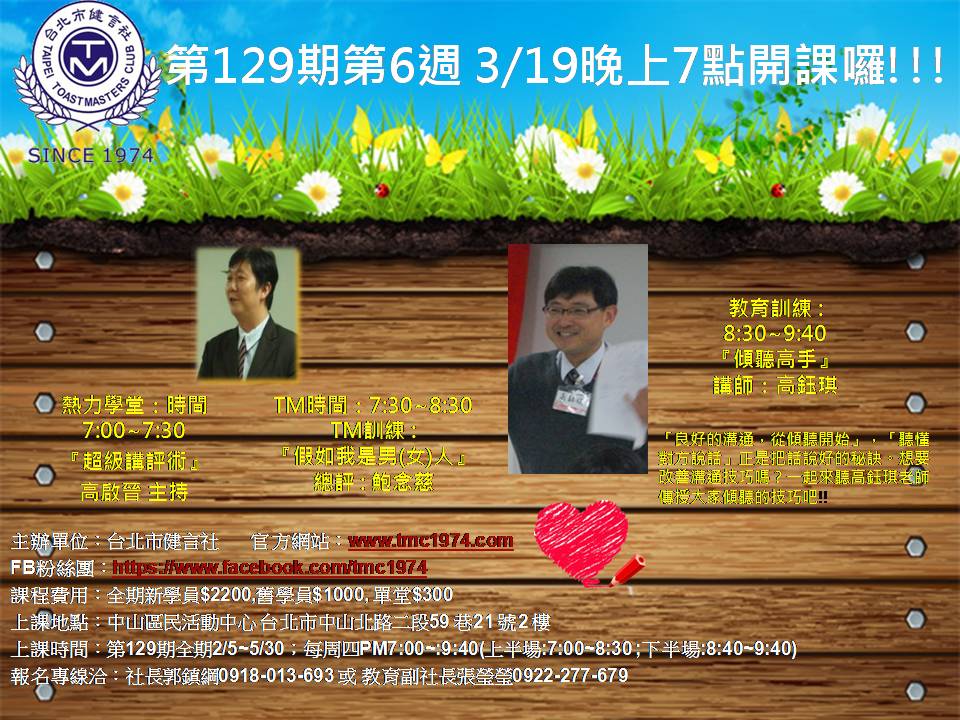 台北市健言社
TM
TAIPEI TOASTMASTERS CLUB
SINCE 1974
第129期第6週 3/19晚上7點開課囉!!!
熱力學堂：時間
7:00~7:30
『超級講評術』
高啟晉 主持
TM時間：7:30~8:30
TM訓練：
『假如我是男(女)人』
總評：鮑念慈
教育訓練：
8:30~9:40
『傾聽高手』
講師：高鈺琪
「良好的溝通，從傾聽開始」，「聽懂
對方說話」正是把話說好的秘訣。想要
改善溝通技巧嗎？一起來聽高鈺琪老師
傳授大家傾聽的技巧吧!!
主辦單位：台北市健言社 官方網站：www.tmc1974.com
FB粉絲團：https://www.facebook.com/tmc1974
課程費用：全期新學員$2200,舊學員$1000, 單堂$300
上課地點：中山區民活動中心 台北市中山北路二段59 巷21 號2 樓
上課時間：第129期全期2/5~5/30；每周四PM7:00~.9:40(上半場:7:00~8:30 ;下半場:8:40~9:40)
報名專線洽：社長郭鎮綱0918-013-693 或 教育副社長張瑩瑩0922-277-679